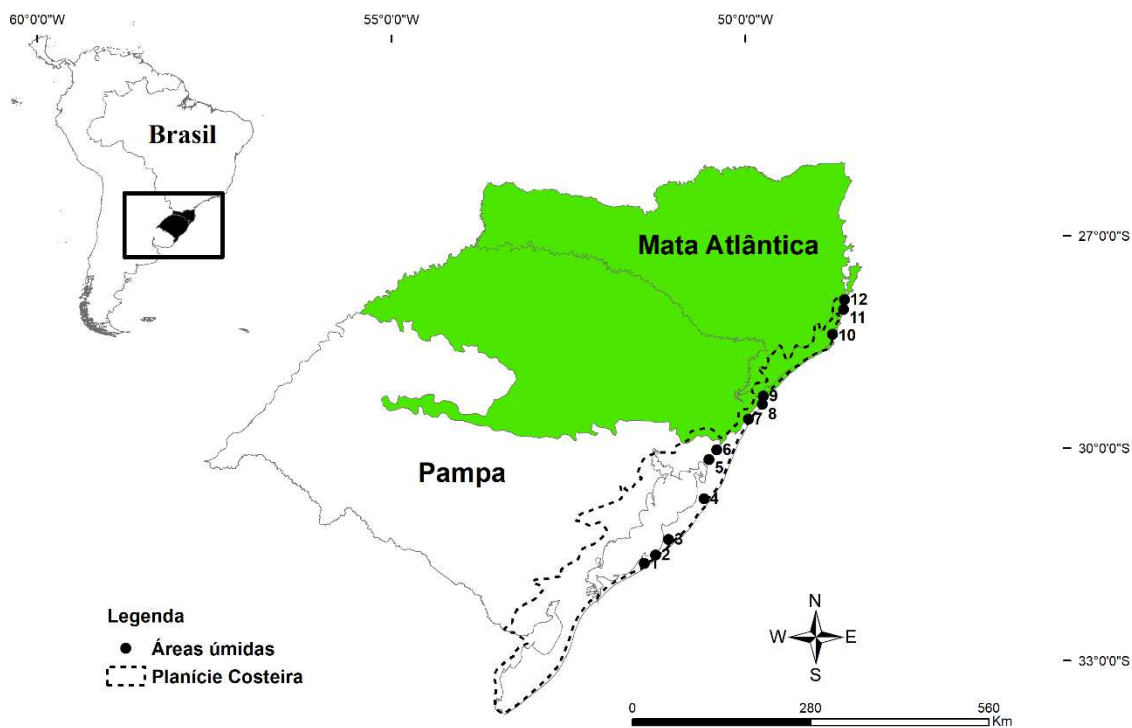 60°0'0"W
55°0'0"W
50°0'0"W
Brasil
Mata Atlântica
27°0'0"S
12
11
10
9
8
7
30°0'0"S
6
5
Pampa
4
3
2
1
Legenda
Áreas úmidas
Planície Costeira
N
W E
S
33°0'0"S
0 280 560
Km